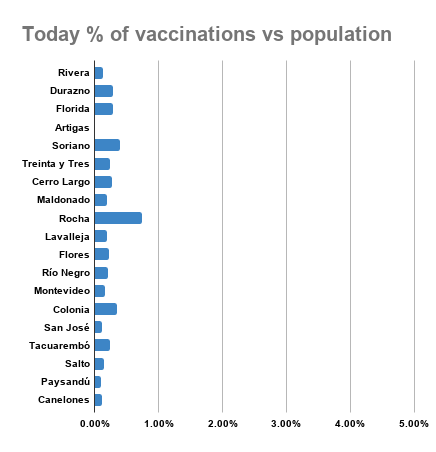 Today % of vaccinations vs population
Rivera
Durazno
Florida
Artigas
Soriano
Treinta y Tres
Cerro Largo
Maldonado
Rocha
Lavalleja
Flores
Río Negro
Montevideo
Colonia
San José
Tacuarembó
Salto
Paysandú
Canelones
0.00% 1.00% 2.00% 3.00% 4.00% 5.00%